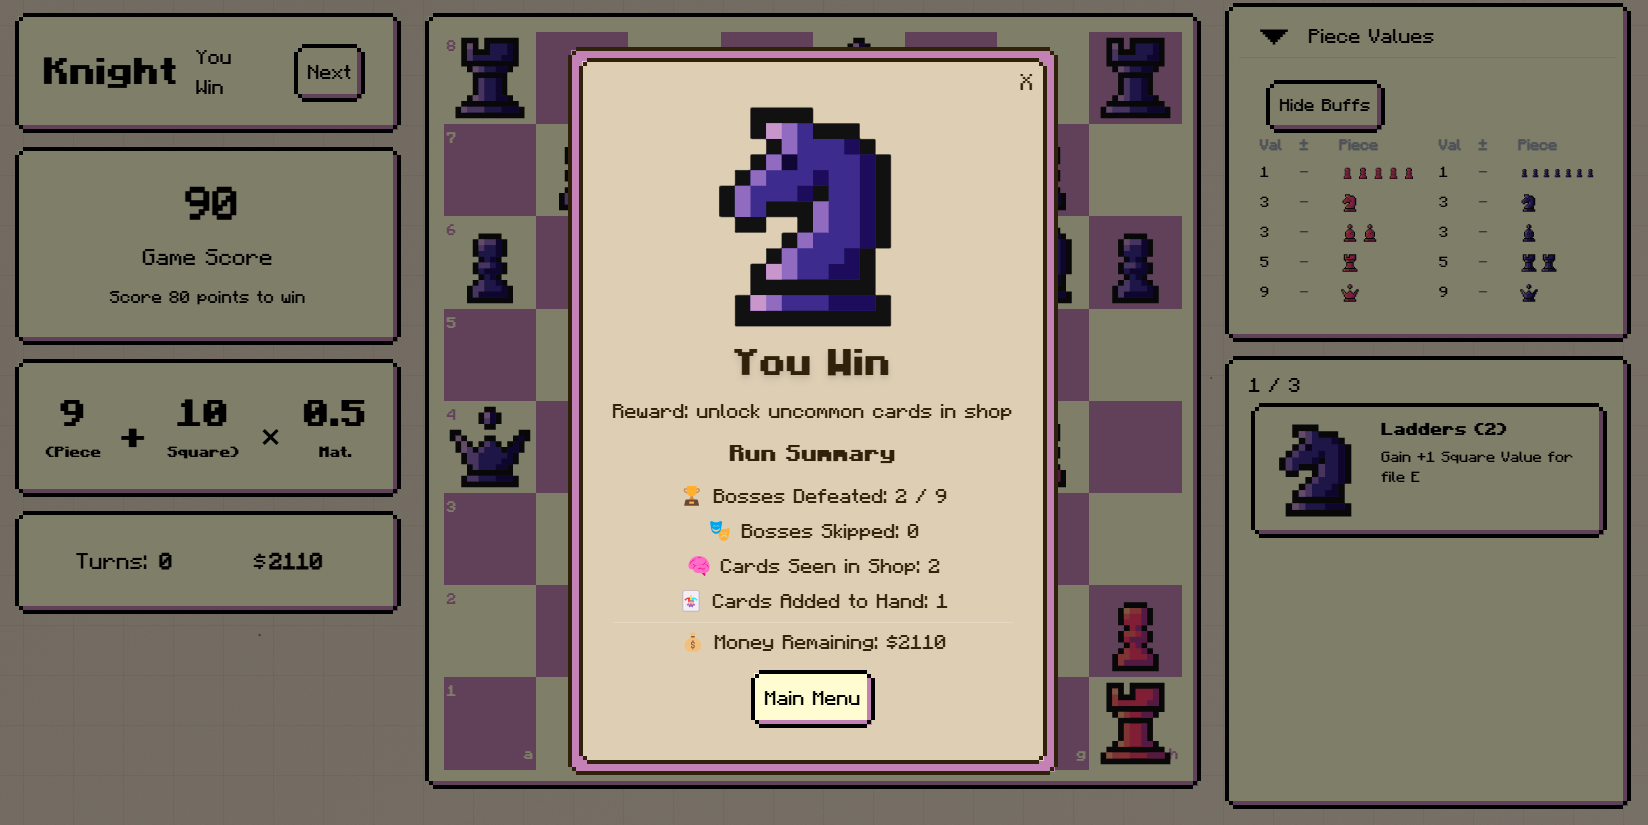 Knight
You
Win
Next
90
Game Score
Score 80 points to win
9 + 10 × 0.5
(Piece Square) Mat.
Turns: 0 $2110
8
7
6
5
4
3
2
1
a
g
h
X
You Win
Reward: unlock uncommon cards in shop
Run Summary
Bosses Defeated: 2 / 9
Bosses Skipped: 0
Cards Seen in Shop: 2
Cards Added to Hand: 1
Money Remaining: $2110
Main Menu
Piece Values
Hide Buffs
Val ± Piece Val ± Piece
1 - 1 -
3 - 3 -
3 - 3 -
5 - 5 -
9 - 9 -
1 / 3
Ladders (2)
Gain +1 Square Value for
file E